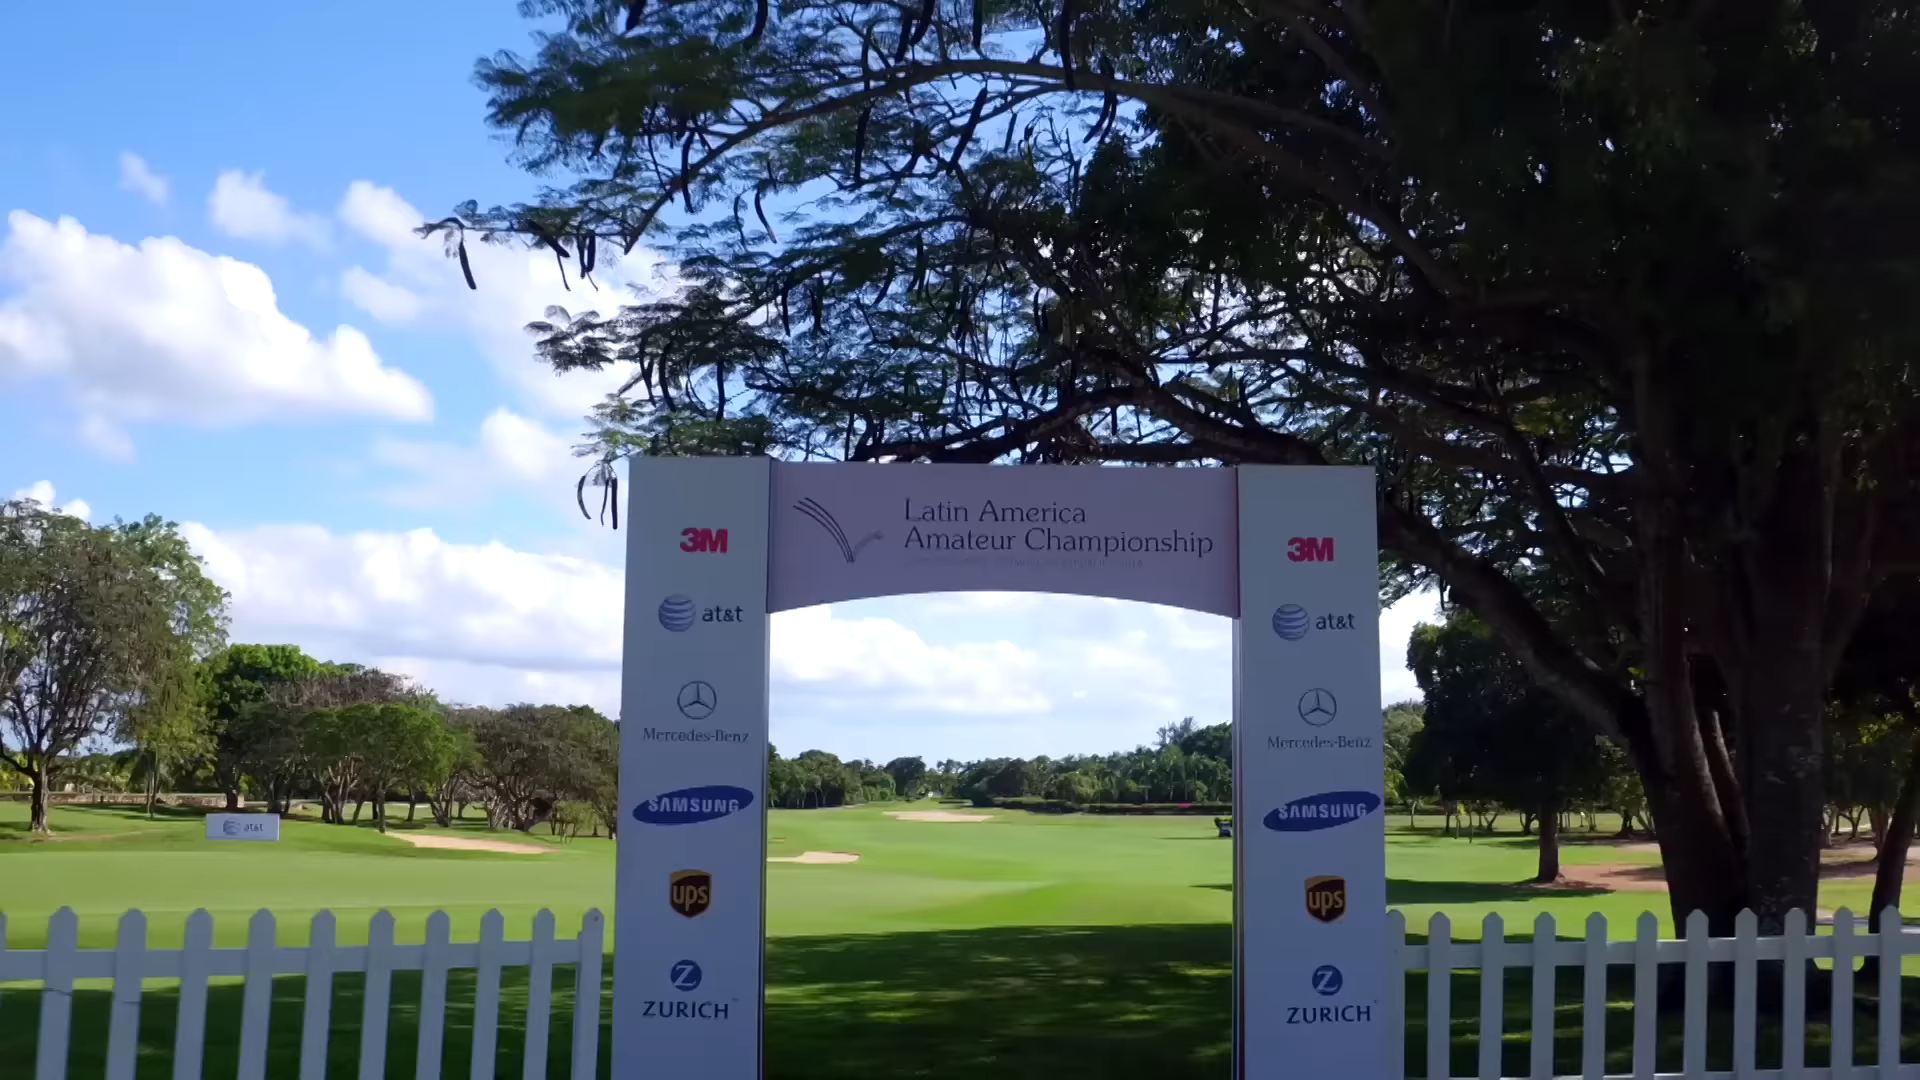 Latin America
Amateur Championship
3M
at&t
Mercedes-Benz
SAMSUNG
ups
ZURICH
3M
at&t
Mercedes-Benz
SAMSUNG
ups
ZURICH
at&t